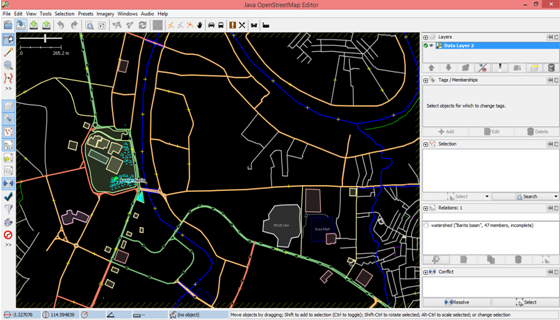 Java OpenStreetMap Editor
File Edit View Tools Selection Presets Imagery Windows Audio Help
0
265.2 m
Layers
Data Layer 2
Tags / Memberships
Select objects for which to change tags.
Add Edit Delete
Selection
Select Search
Relations: 1
watershed ("Barito basin", 47 members, incomplete)
Conflict
Resolve Select
-3.327076 114.594838 (no object) Move objects by dragging; Shift to add to selection (Ctrl to toggle); Shift-Ctrl to rotate selected; Alt-Ctrl to scale selected; or change selection